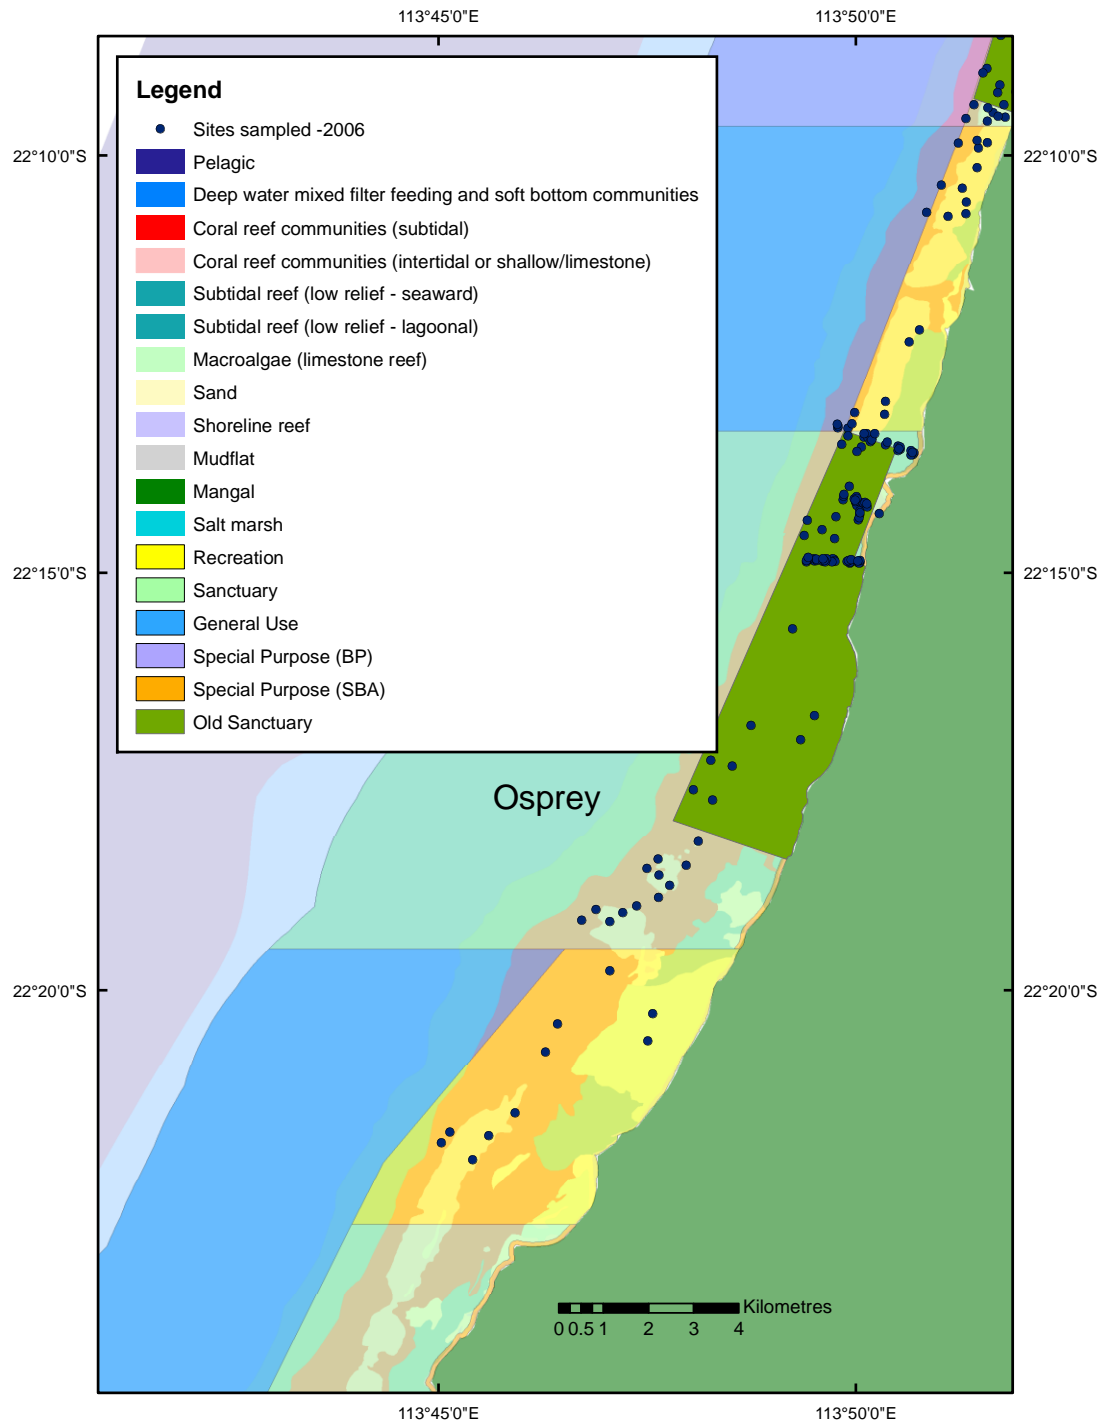 113°45'0"E 113°50'0"E
Legend
Sites sampled -2006
Pelagic
22°10'0"S 22°10'0"S
Deep water mixed filter feeding and soft bottom communities
Coral reef communities (subtidal)
Coral reef communities (intertidal or shallow/limestone)
Subtidal reef (low relief - seaward)
Subtidal reef (low relief - lagoonal)
Macroalgae (limestone reef)
Sand
Shoreline reef
Mudflat
Mangal
Salt marsh
Recreation
22°15'0"S 22°15'0"S
Sanctuary
General Use
Special Purpose (BP)
Special Purpose (SBA)
Old Sanctuary
Osprey
22°20'0"S 22°20'0"S
Kilometres
0 0.5 1 2 3 4
113°45'0"E 113°50'0"E